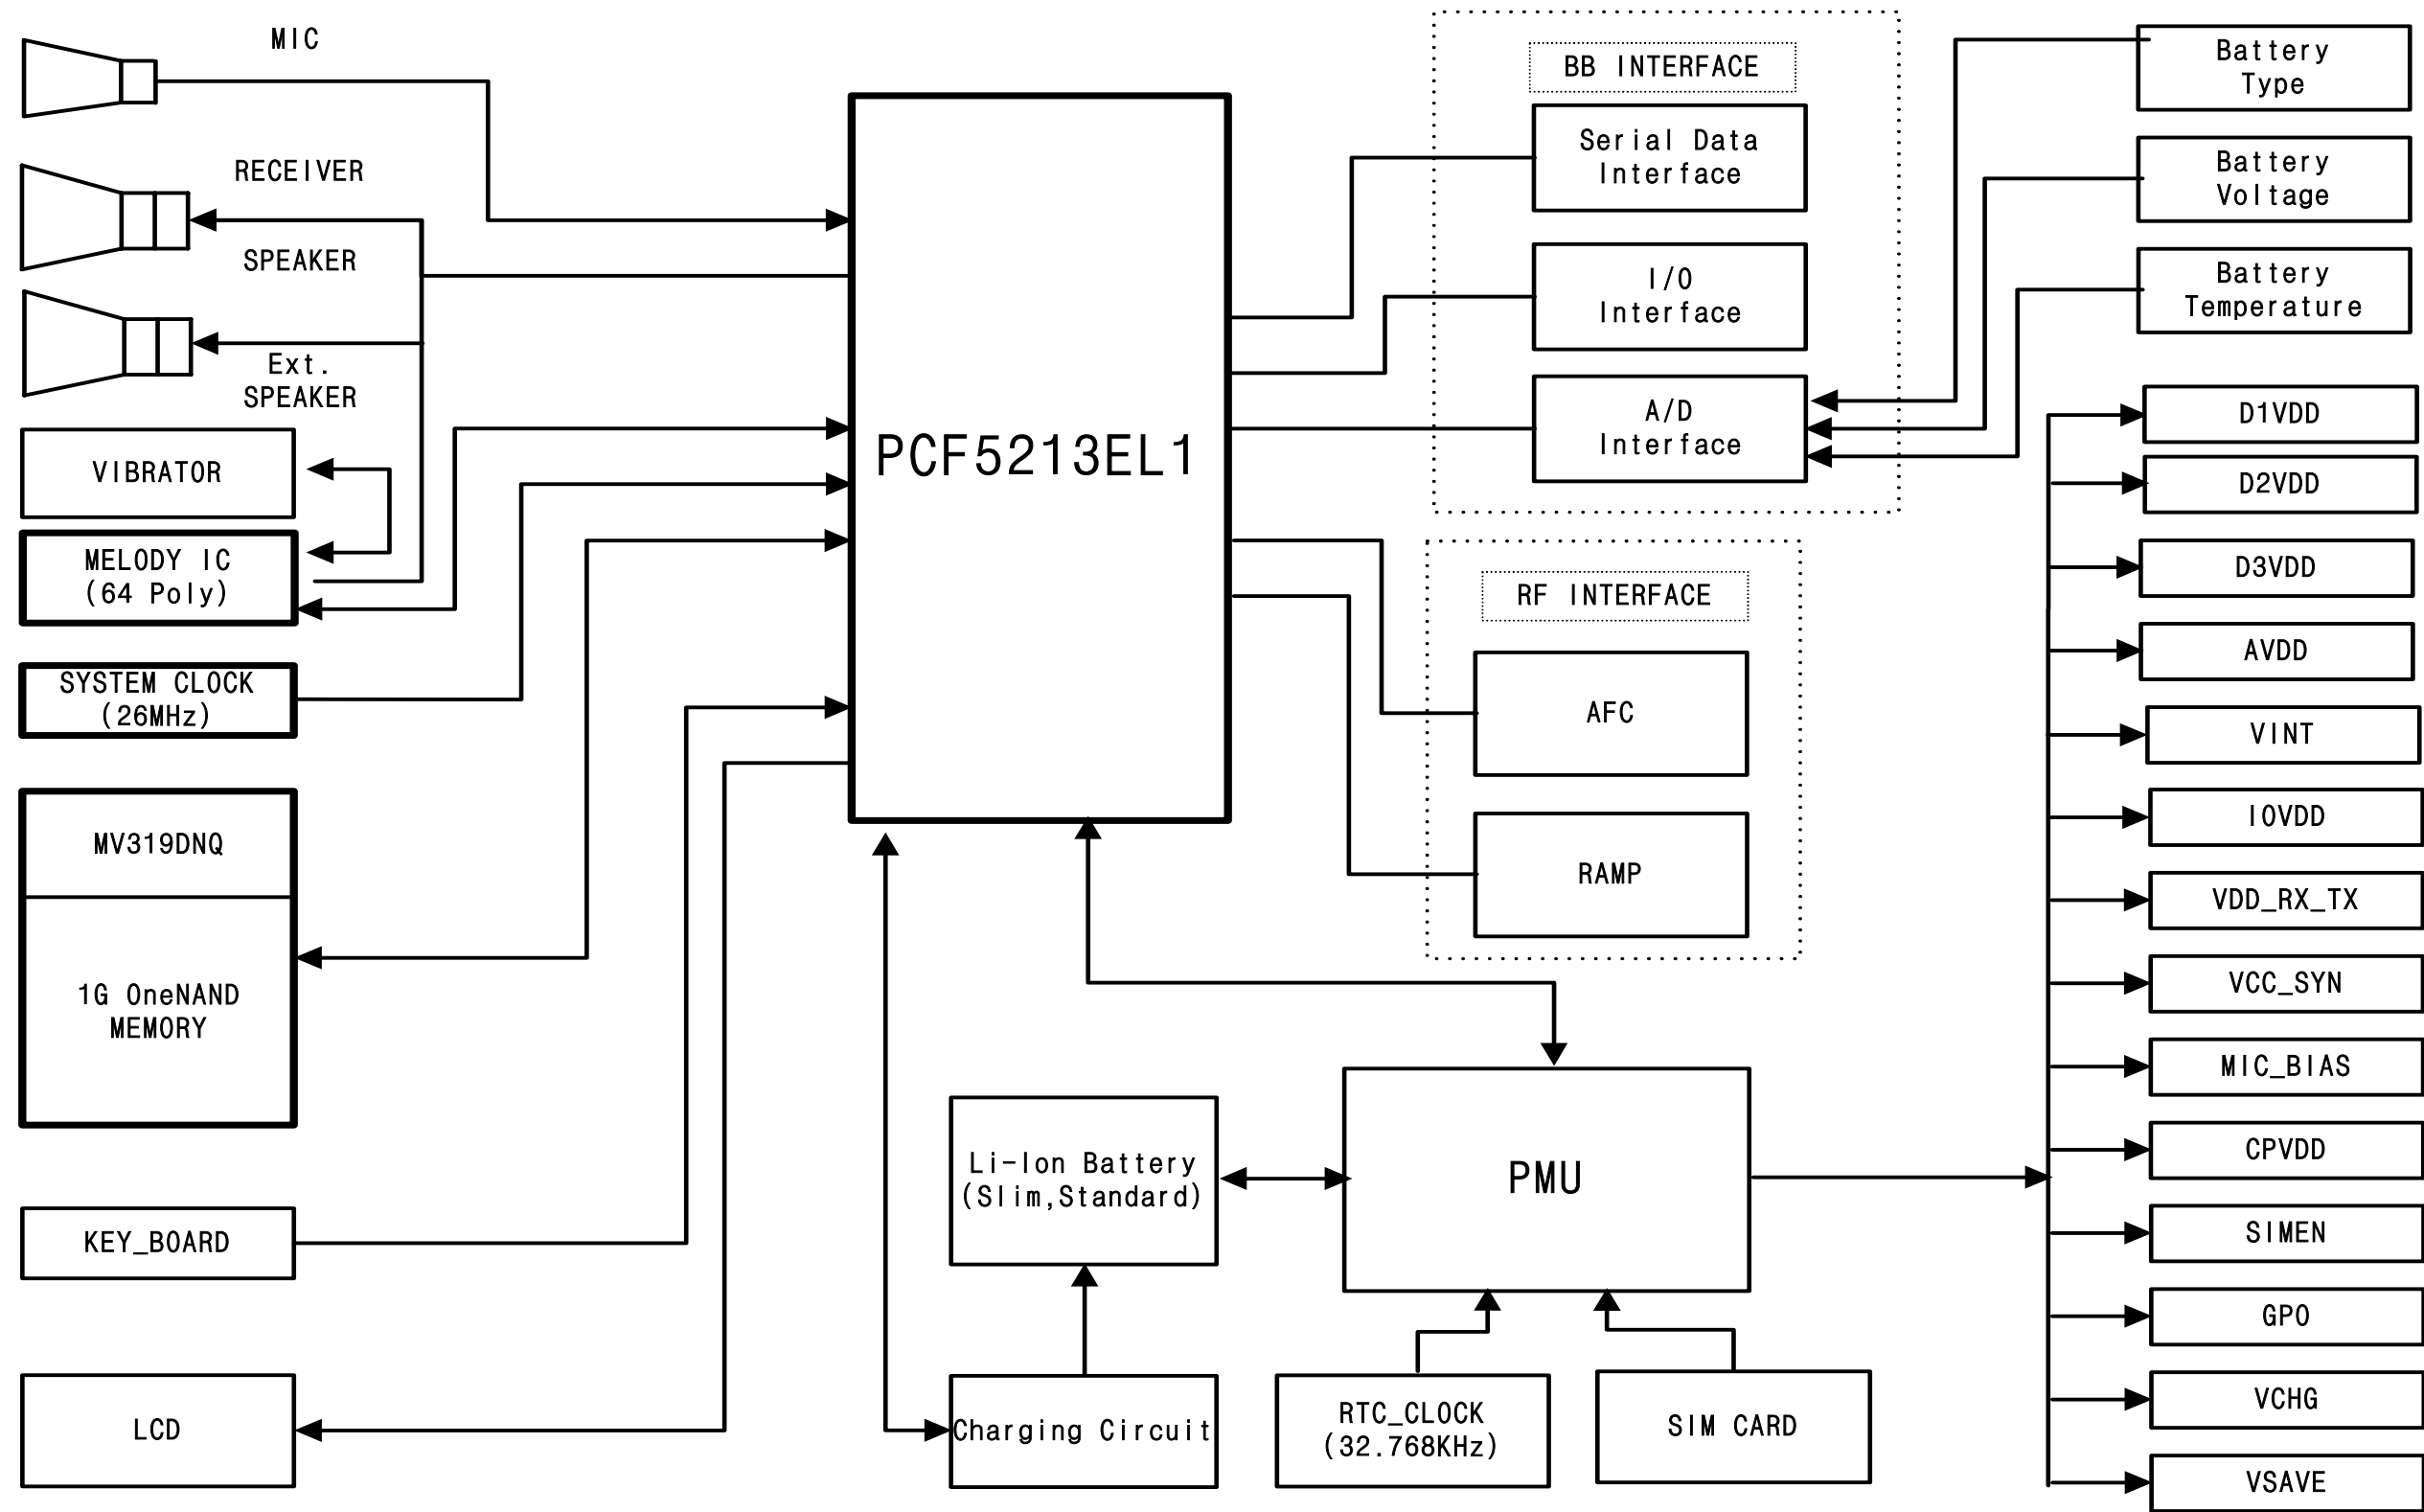 MIC
RECEIVER
SPEAKER
Ext.
SPEAKER
VIBRATOR
MELODY IC
(64 Poly)
SYSTEM CLOCK
(26MHz)
MV319DNQ
1G OneNAND
MEMORY
KEY_BOARD
LCD
PCF5213EL1
BB INTERFACE
Serial Data
Interface
I/O
Interface
A/D
Interface
RF INTERFACE
AFC
RAMP
Li-Ion Battery
(Slim,Standard)
PMU
Charging Circuit
RTC_CLOCK
(32.768KHz)
SIM CARD
Battery
Type
Battery
Voltage
Battery
Temperature
D1VDD
D2VDD
D3VDD
AVDD
VINT
IOVDD
VDD_RX_TX
VCC_SYN
MIC_BIAS
CPVDD
SIMEN
GPO
VCHG
VSAVE